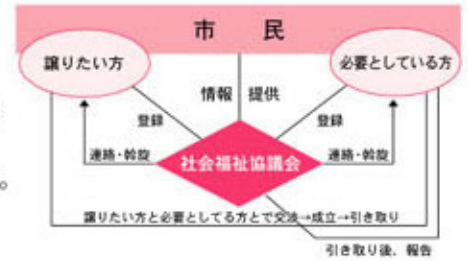 市 民
譲りたい方
必要としている方
情報 提供
登録
登録
連絡・斡旋
社会福祉協議会
連絡・斡旋
。
譲りたい方と必要としてる方とで交渉→成立→引き取り
引き取り後、報告